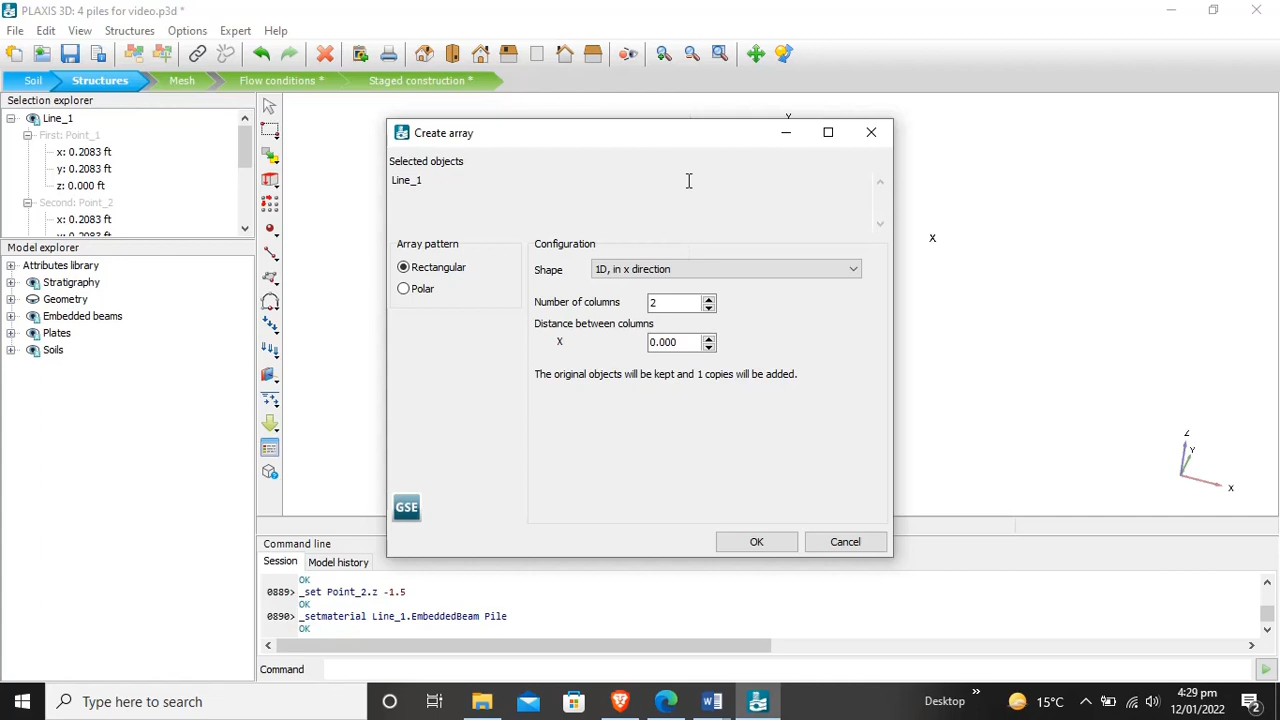 PLAXIS 3D: 4 piles for video.p3d *
File Edit View Structures Options Expert Help
Soil Structures Mesh Flow conditions * Staged construction *
Selection explorer
Line_1
First: Point_1
x: 0.2083 ft
y: 0.2083 ft
z: 0.000 ft
Second: Point_2
x: 0.2083 ft
Model explorer
Attributes library
Stratigraphy
Geometry
Embedded beams
Plates
Soils
Create array
Selected objects
Line_1
Array pattern
Rectangular
Polar
Configuration
Shape 1D, in x direction
Number of columns 2
Distance between columns
X 0.000
The original objects will be kept and 1 copies will be added.
GSE
OK Cancel
Y
X
Z
Y
X
Command line
Session Model history
OK
0889> _set Point_2.z -1.5
OK
0890> _setmaterial Line_1.EmbeddedBeam Pile
OK
Command
Type here to search
Desktop
15°C
4:29 pm
12/01/2022
2